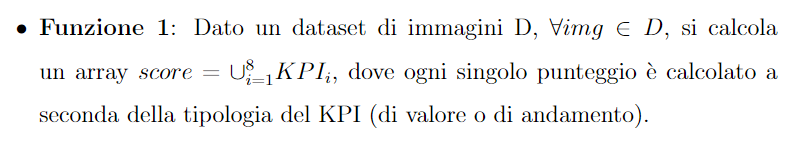 • Funzione 1: Dato un dataset di immagini D, ∀img ∈ D, si calcola
un array score = ∪⁸ᵢ₌₁KPIᵢ, dove ogni singolo punteggio è calcolato a
seconda della tipologia del KPI (di valore o di andamento).